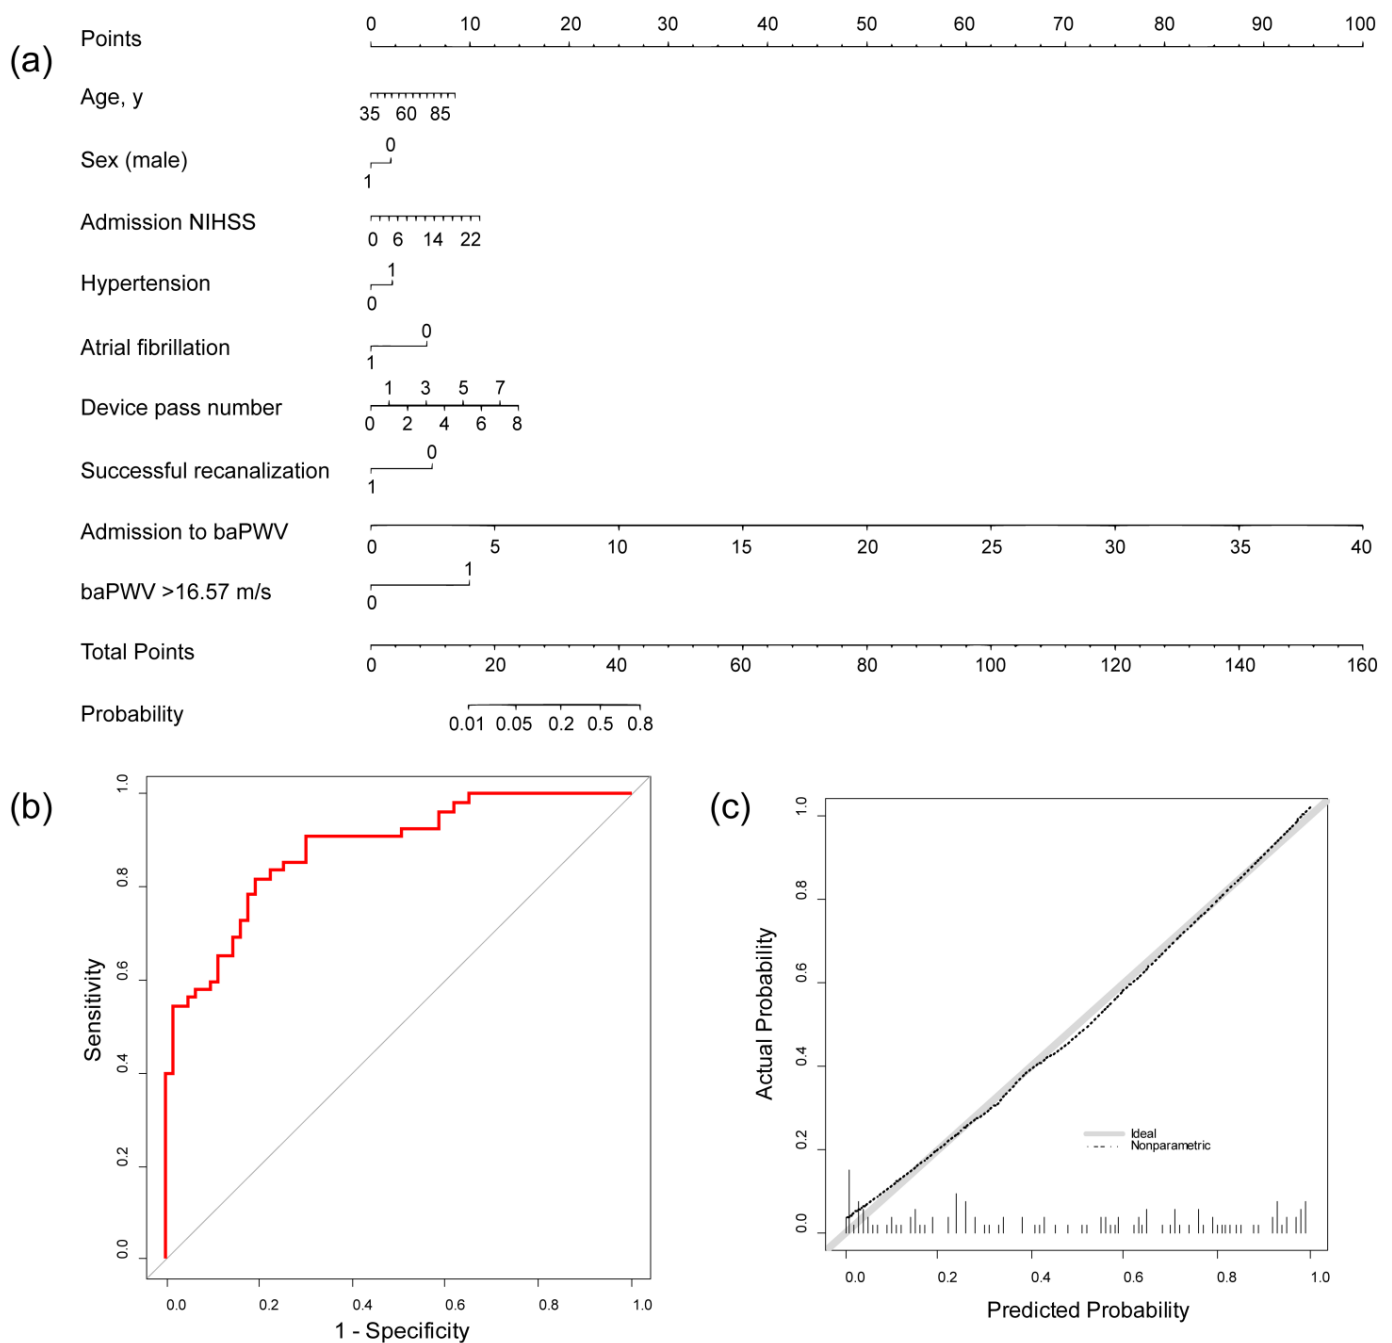 (a)
Points 0 10 20 30 40 50 60 70 80 90 100
Age, y
35 60 85
Sex (male)
0
1
Admission NIHSS
0 6 14 22
Hypertension
1
0
Atrial fibrillation
0
1
Device pass number
1 3 5 7
0 2 4 6 8
Successful recanalization
0
1
Admission to baPWV
0 5 10 15 20 25 30 35 40
baPWV >16.57 m/s
1
0
Total Points
0 20 40 60 80 100 120 140 160
Probability
0.01 0.05 0.2 0.5 0.8
(b)
Sensitivity
1.0
0.8
0.6
0.4
0.2
0.0
0.0 0.2 0.4 0.6 0.8 1.0
1 - Specificity
(c)
Actual Probability
1.0
0.8
0.6
0.4
0.2
0.0
Ideal
Nonparametric
0.0 0.2 0.4 0.6 0.8 1.0
Predicted Probability